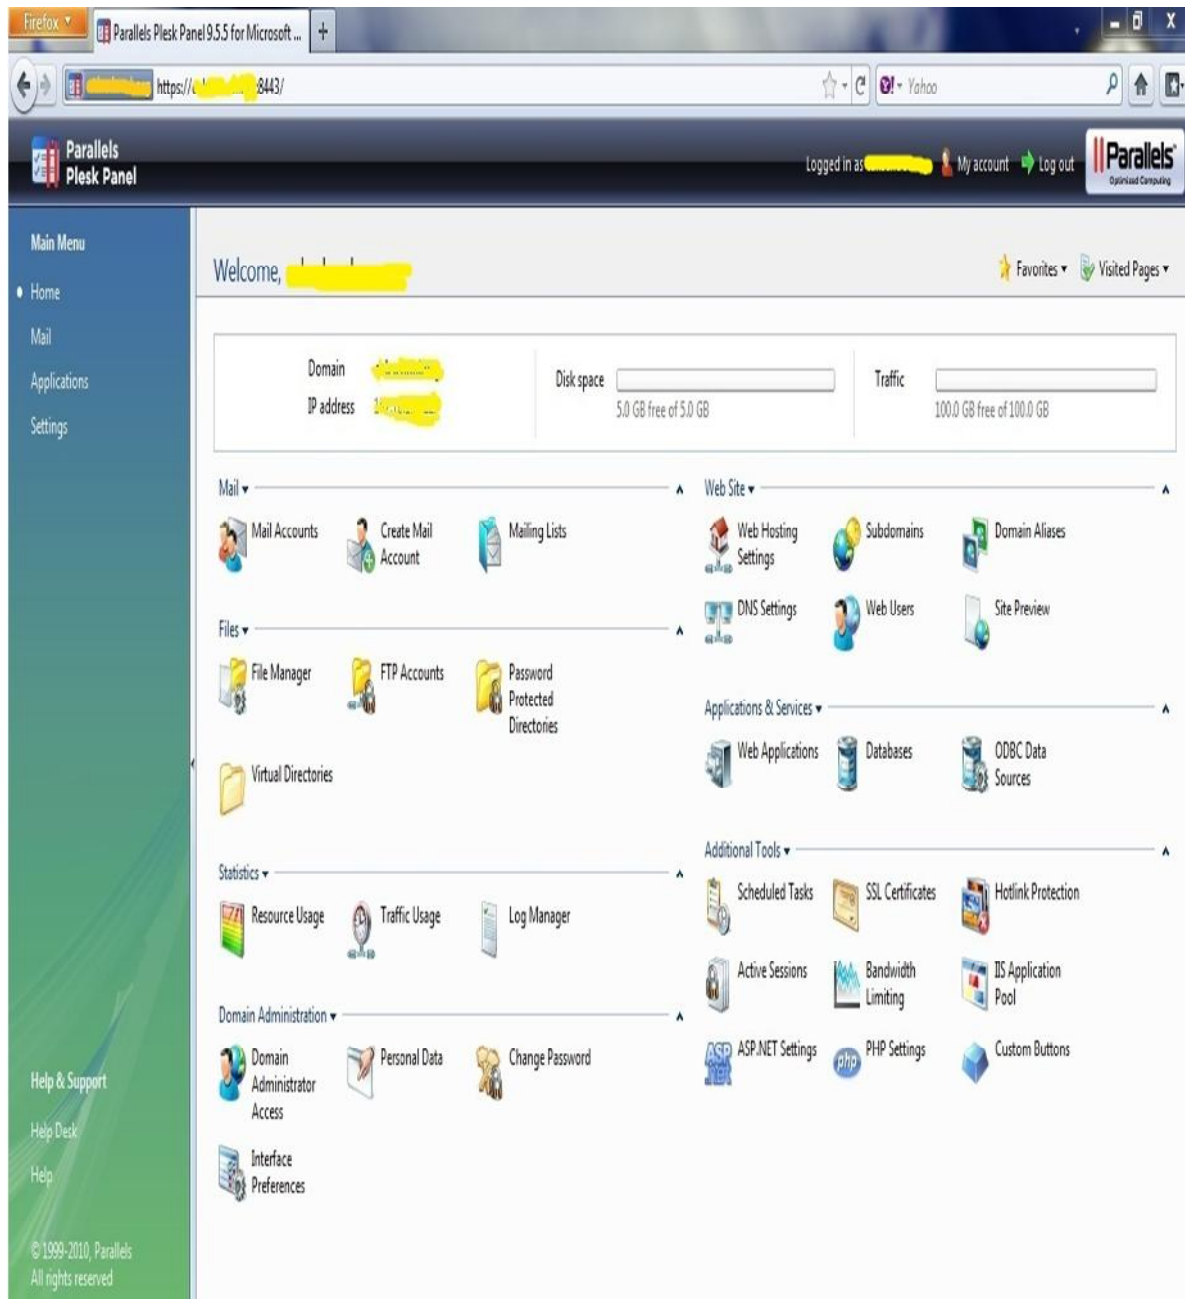 Firefox
Parallels Plesk Panel 9.5.5 for Microsoft ...
https://
:8443/
Yahoo
Parallels
Plesk Panel
Logged in as
My account
Log out
Parallels
Optimized Computing
Main Menu
Home
Mail
Applications
Settings
Welcome,
Favorites
Visited Pages
Domain
IP address
Disk space
5.0 GB free of 5.0 GB
Traffic
100.0 GB free of 100.0 GB
Mail
Mail Accounts
Create Mail
Account
Mailing Lists
Files
File Manager
FTP Accounts
Password
Protected
Directories
Virtual Directories
Statistics
Resource Usage
Traffic Usage
Log Manager
Domain Administration
Domain
Administrator
Access
Personal Data
Change Password
Interface
Preferences
Web Site
Web Hosting
Settings
Subdomains
Domain Aliases
DNS Settings
Web Users
Site Preview
Applications & Services
Web Applications
Databases
ODBC Data
Sources
Additional Tools
Scheduled Tasks
SSL Certificates
Hotlink Protection
Active Sessions
Bandwidth
Limiting
IIS Application
Pool
ASP.NET Settings
PHP Settings
Custom Buttons
ASP
.NET
php
Help & Support
Help Desk
Help
© 1999-2010, Parallels
All rights reserved